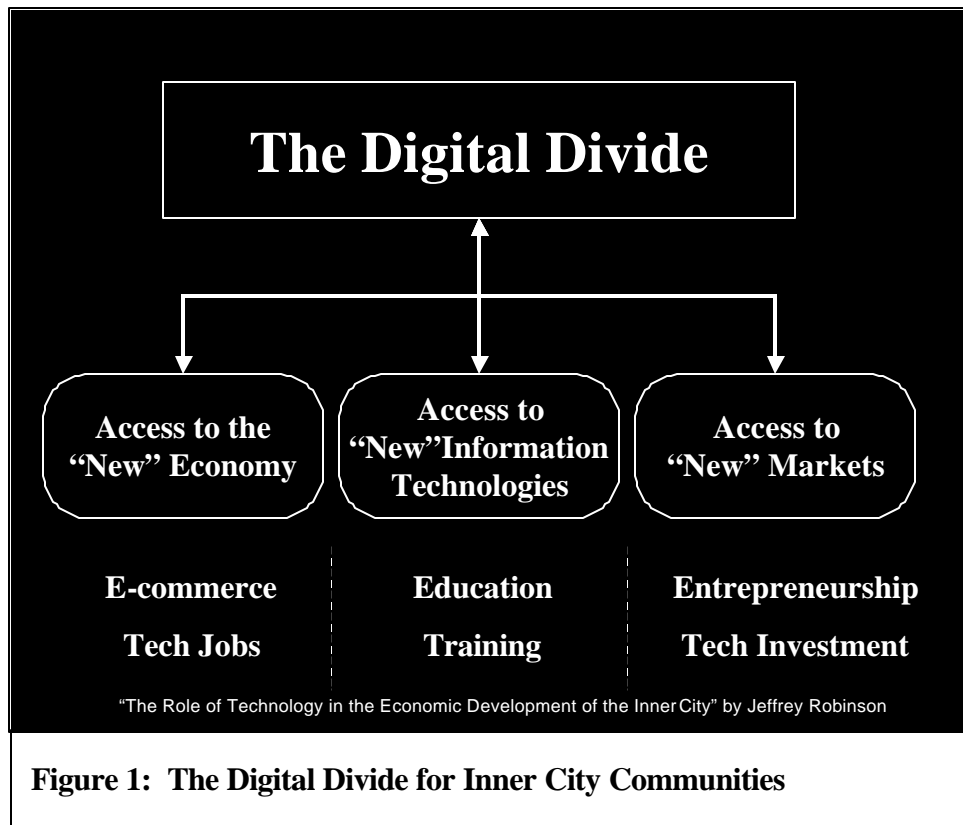 The Digital Divide
Access to the
“New” Economy
Access to
“New”Information
Technologies
Access to
“New” Markets
E-commerce
Education
Entrepreneurship
Tech Jobs
Training
Tech Investment
“The Role of Technology in the Economic Development of the Inner City” by Jeffrey Robinson
Figure 1: The Digital Divide for Inner City Communities